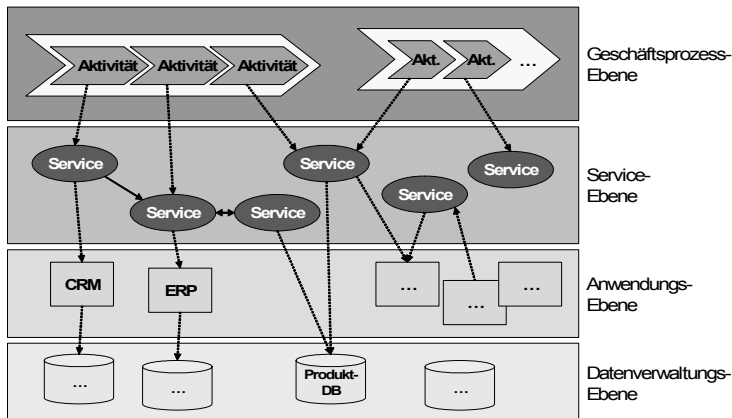 Aktivität Aktivität Aktivität
Akt. Akt. ...
Geschäftsprozess-
Ebene
Service
Service
Service
Service
Service
Service
Service-
Ebene
CRM
ERP
...
...
...
Anwendungs-
Ebene
...
...
Produkt-
DB
...
Datenverwaltungs-
Ebene